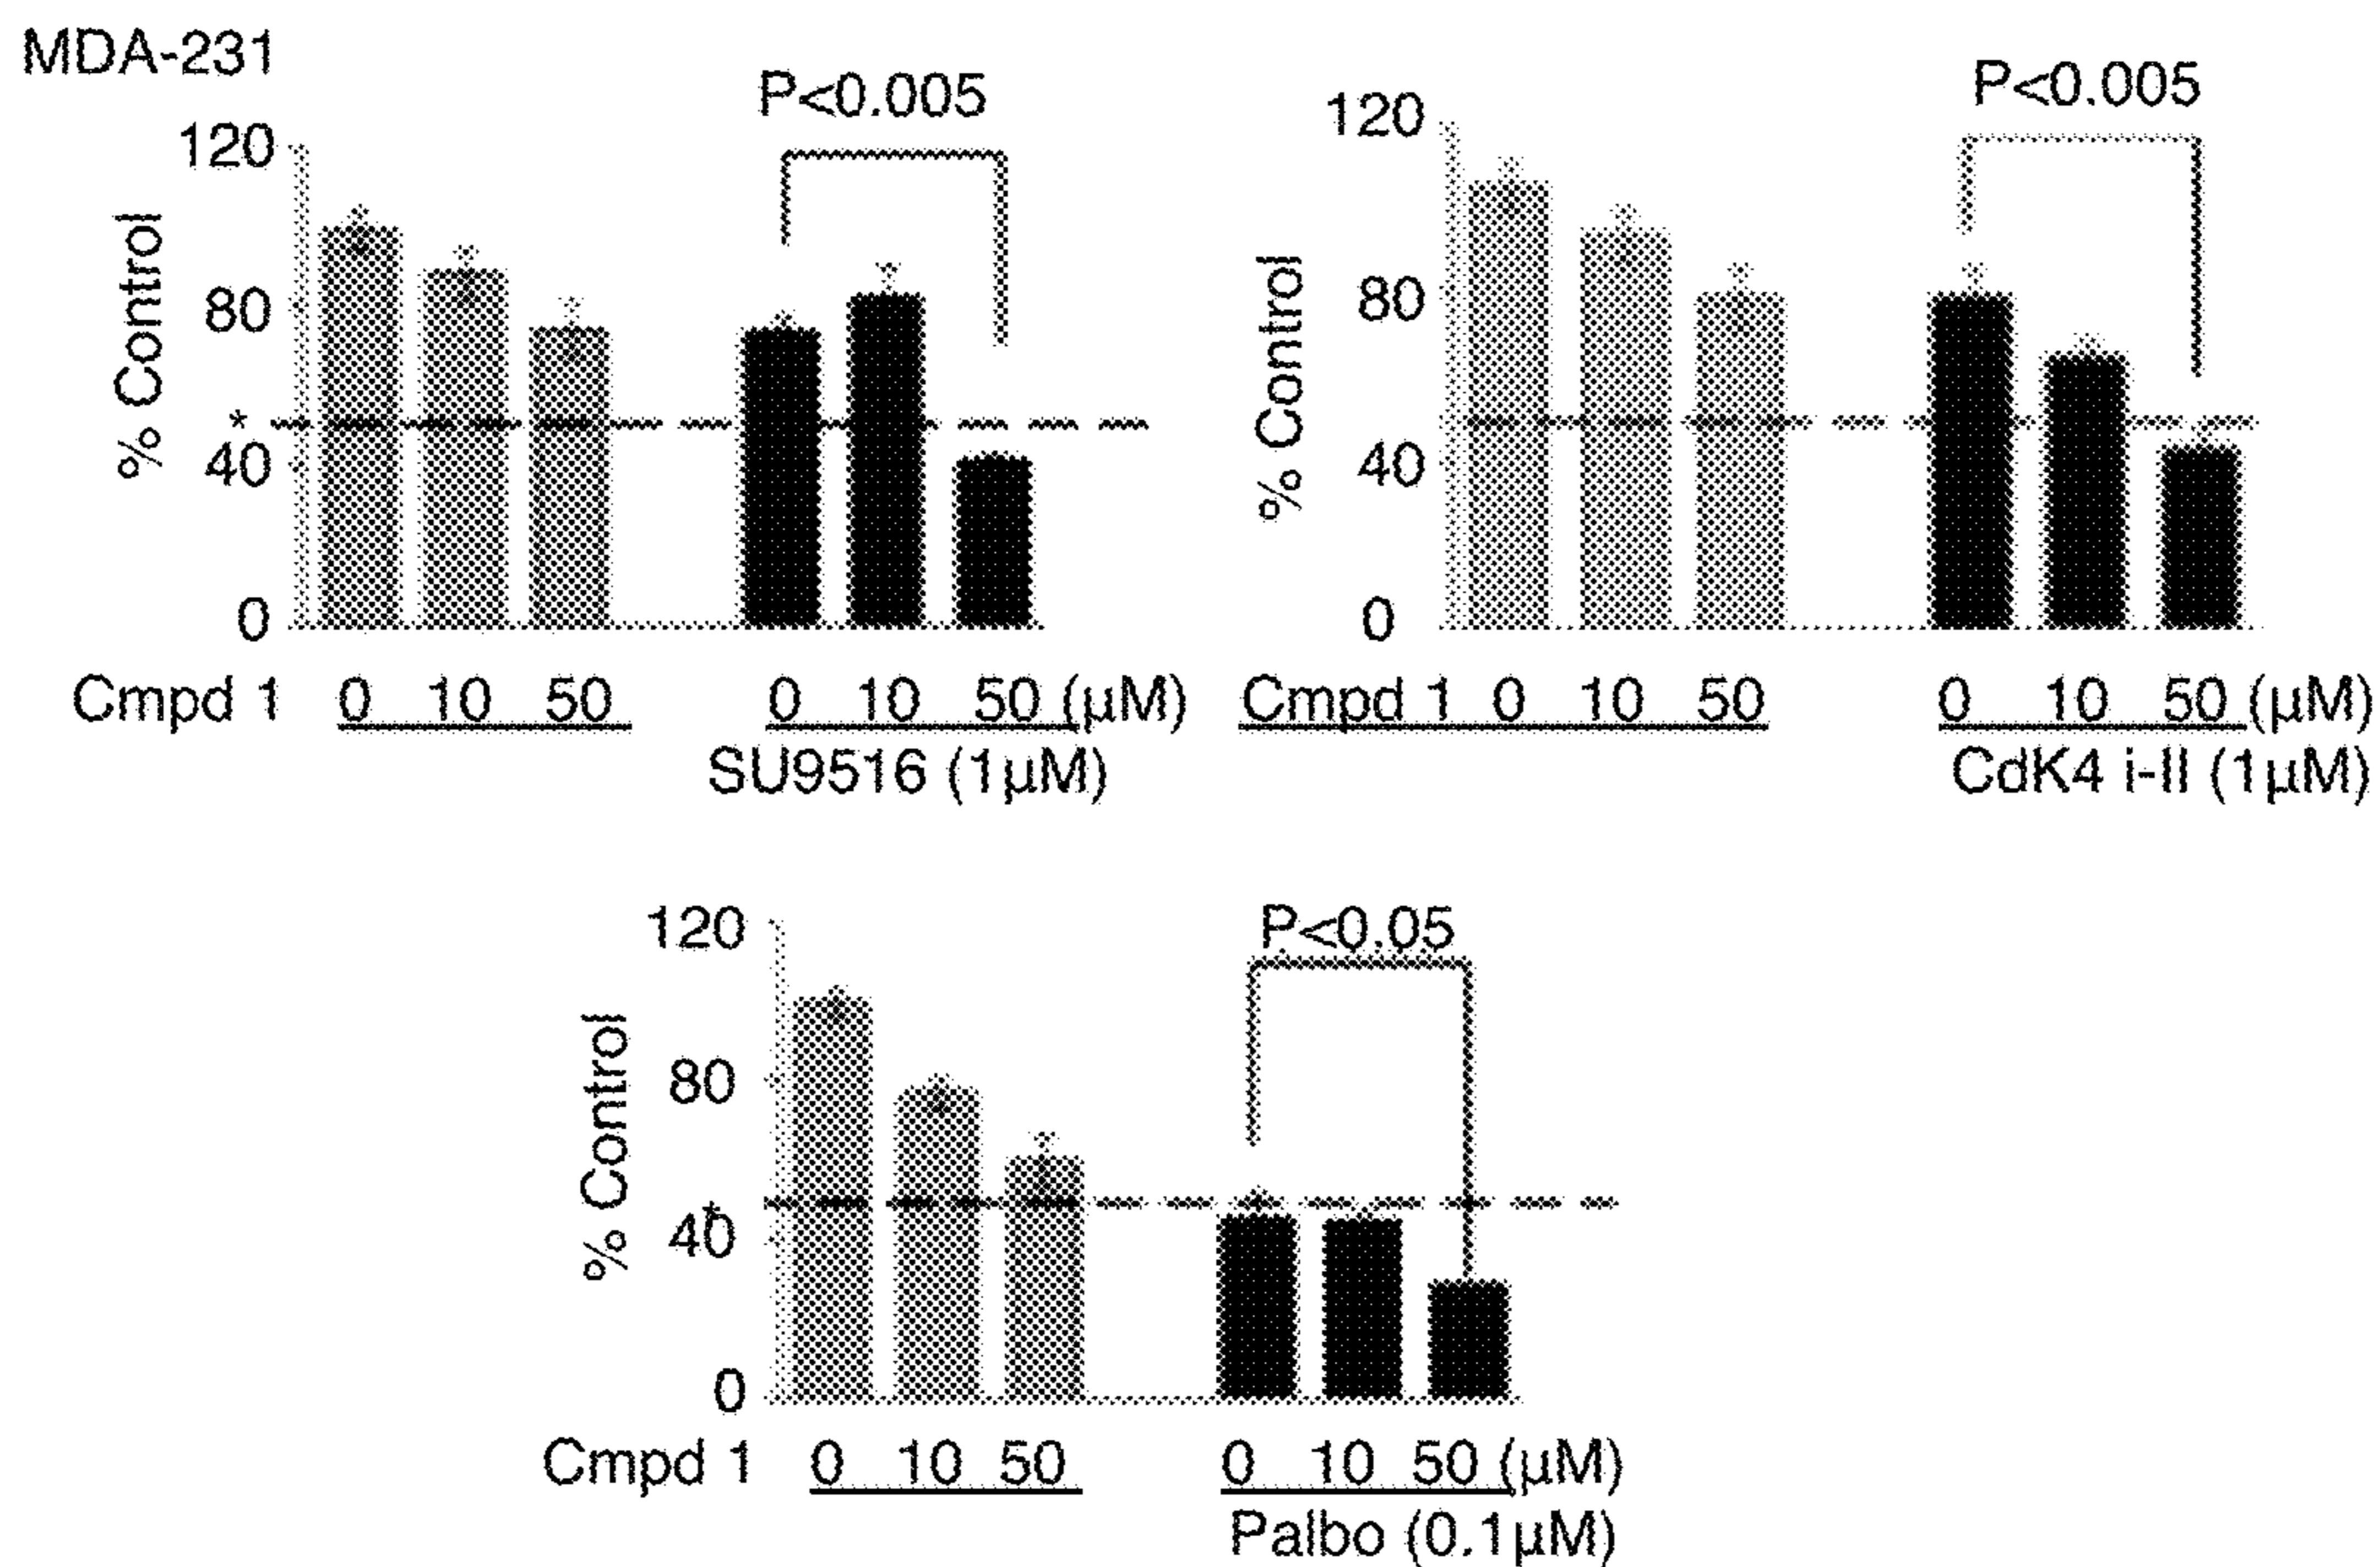 MDA-231
P<0.005
120
80
*
40
0
% Control
Cmpd 1 0 10 50 0 10 50 (µM)
SU9516 (1µM)
P<0.005
120
80
40
0
% Control
Cmpd 1 0 10 50 0 10 50 (µM)
CdK4 i-II (1µM)
P<0.05
120
80
*
40
0
% Control
Cmpd 1 0 10 50 0 10 50 (µM)
Palbo (0.1µM)